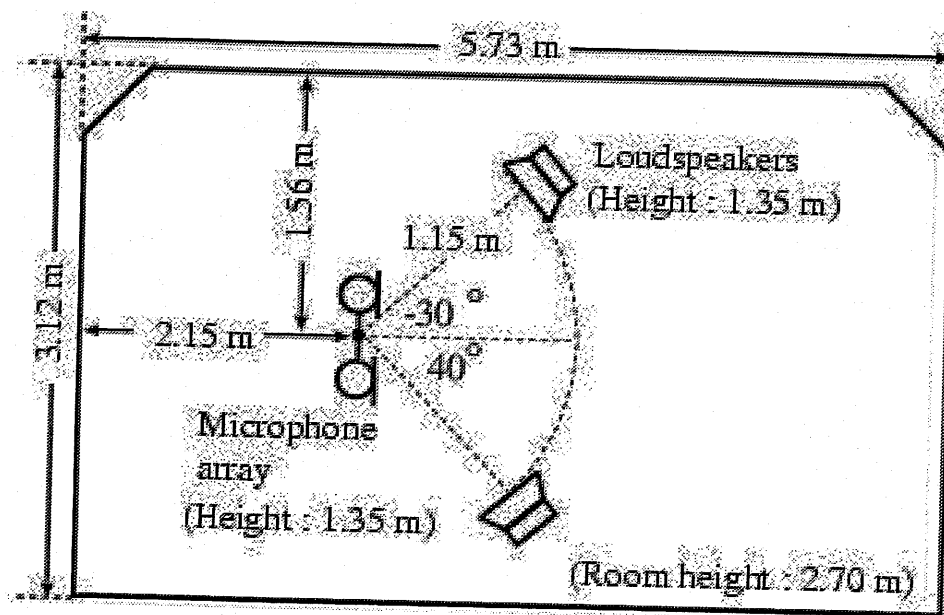 5.73 m
Loudspeakers
(Height : 1.35 m)
1.56 m
1.15 m
3.12 m
-30°
2.15 m
40°
Microphone
array
(Height : 1.35 m)
(Room height : 2.70 m)